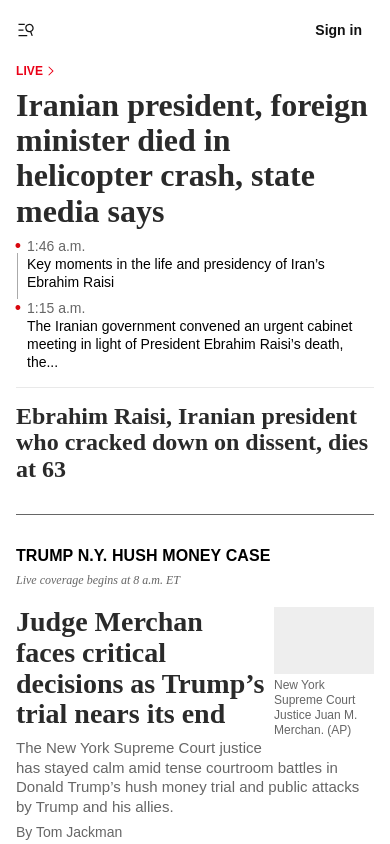 Sign in
LIVE
Iranian president, foreign
minister died in
helicopter crash, state
media says
1:46 a.m.
Key moments in the life and presidency of Iran’s
Ebrahim Raisi
1:15 a.m.
The Iranian government convened an urgent cabinet
meeting in light of President Ebrahim Raisi’s death,
the...
Ebrahim Raisi, Iranian president
who cracked down on dissent, dies
at 63
TRUMP N.Y. HUSH MONEY CASE
Live coverage begins at 8 a.m. ET
Judge Merchan
faces critical
decisions as Trump’s
trial nears its end
New York
Supreme Court
Justice Juan M.
Merchan. (AP)
The New York Supreme Court justice
has stayed calm amid tense courtroom battles in
Donald Trump’s hush money trial and public attacks
by Trump and his allies.
By Tom Jackman